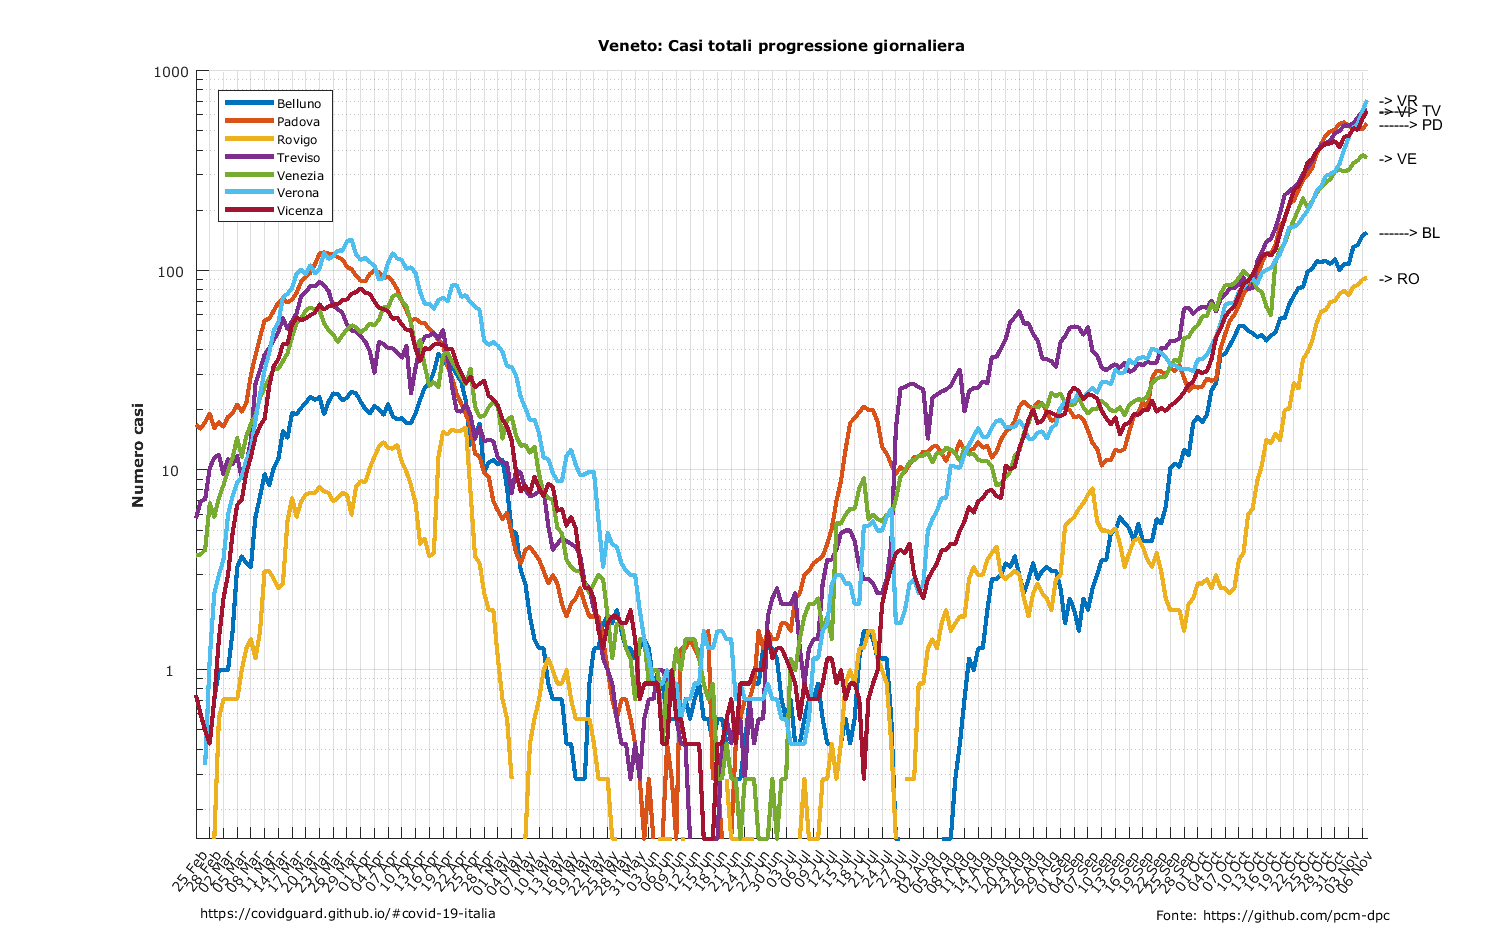 Veneto: Casi totali progressione giornaliera
1000
100
10
1
Numero casi
Belluno
Padova
Rovigo
Treviso
Venezia
Verona
Vicenza
-> VR
-----> TV
------> PD
-> VE
------> BL
-> RO
25 Feb
28 Feb
02 Mar
05 Mar
08 Mar
11 Mar
14 Mar
17 Mar
20 Mar
23 Mar
26 Mar
29 Mar
01 Apr
04 Apr
07 Apr
10 Apr
13 Apr
16 Apr
19 Apr
22 Apr
25 Apr
28 Apr
01 May
04 May
07 May
10 May
13 May
16 May
19 May
22 May
25 May
28 May
31 May
03 Jun
06 Jun
09 Jun
12 Jun
15 Jun
18 Jun
21 Jun
24 Jun
27 Jun
30 Jun
03 Jul
06 Jul
09 Jul
12 Jul
15 Jul
18 Jul
21 Jul
24 Jul
27 Jul
30 Jul
02 Aug
05 Aug
08 Aug
11 Aug
14 Aug
17 Aug
20 Aug
23 Aug
26 Aug
29 Aug
01 Sep
04 Sep
07 Sep
10 Sep
13 Sep
16 Sep
19 Sep
22 Sep
25 Sep
28 Sep
01 Oct
04 Oct
07 Oct
10 Oct
13 Oct
16 Oct
19 Oct
22 Oct
25 Oct
28 Oct
31 Oct
03 Nov
06 Nov
https://covidguard.github.io/#covid-19-italia
Fonte: https://github.com/pcm-dpc